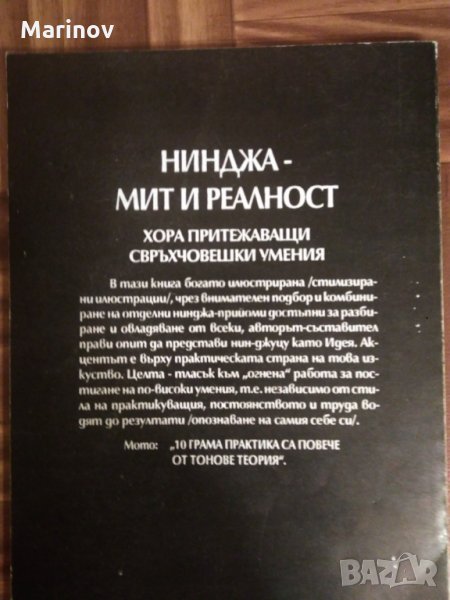 Marinov
НИНДЖА -
МИТ И РЕАЛНОСТ
ХОРА ПРИТЕЖАВАЩИ
СВРЪХЧОВЕШКИ УМЕНИЯ
В тази книга богато илюстрирана /стилизира-
ни илюстрации/, чрез внимателен подбор и комбини-
ране на отделни нинджа-прийоми достъпни за разби-
ране и овладяване от всеки, авторът-съставител
прави опит да представи нин-джуцу като Идея. Ак-
центът е върху практическата страна на това из-
куство. Целта - тласък към „огнена" работа за пос-
тигане на по-високи умения, т.е. независимо от сти-
ла на практикуващия, постоянството и труда во-
дят до резултати /опознаване на самия себе си/.
Мото: „10 ГРАМА ПРАКТИКА СА ПОВЕЧЕ
ОТ ТОНОВЕ ТЕОРИЯ".
BAZAR